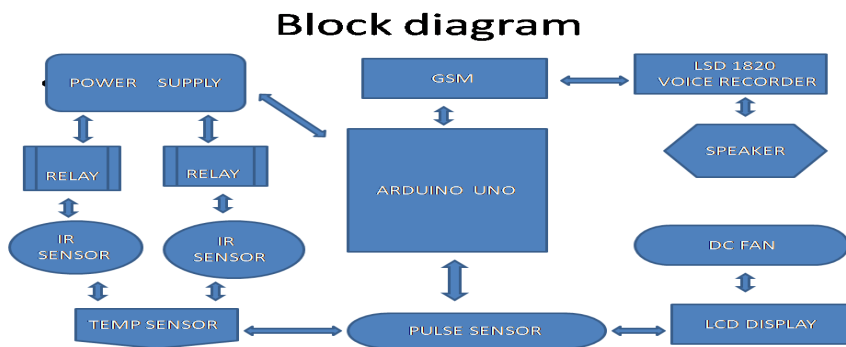 Block diagram
POWER SUPPLY
GSM
LSD 1820
VOICE RECORDER
RELAY
RELAY
ARDUINO UNO
SPEAKER
IR
SENSOR
IR
SENSOR
DC FAN
TEMP SENSOR
PULSE SENSOR
LCD DISPLAY